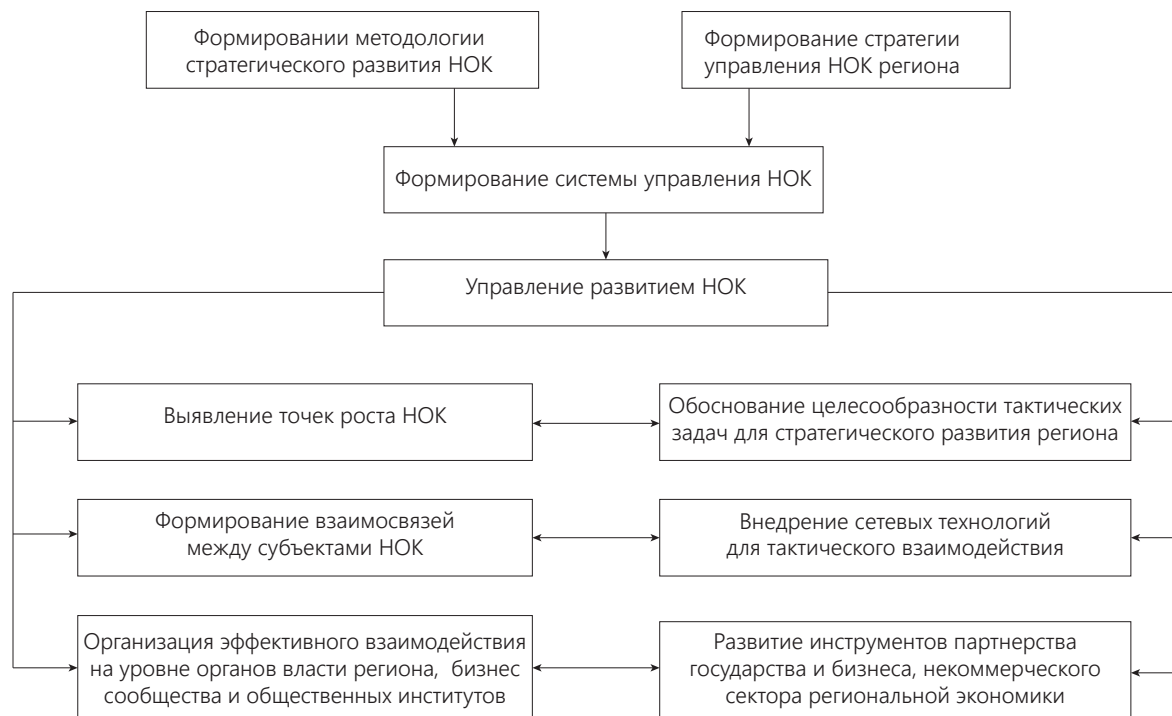 Формировании методологии
стратегического развития НОК
Формирование стратегии
управления НОК региона
Формирование системы управления НОК
Управление развитием НОК
Выявление точек роста НОК
Обоснование целесообразности тактических
задач для стратегического развития региона
Формирование взаимосвязей
между субъектами НОК
Внедрение сетевых технологий
для тактического взаимодействия
Организация эффективного взаимодействия
на уровне органов власти региона, бизнес
сообщества и общественных институтов
Развитие инструментов партнерства
государства и бизнеса, некоммерческого
сектора региональной экономики